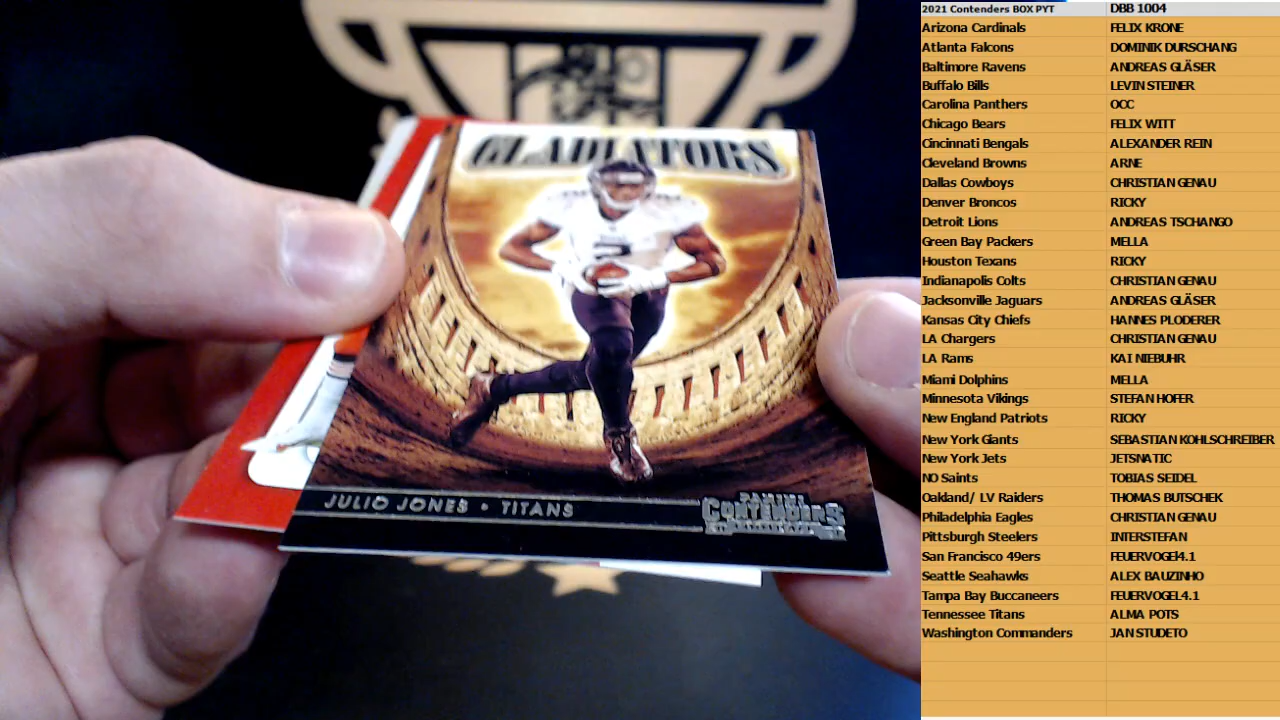 GLADIATORS
2
JULIO JONES • TITANS
PANINI
CONTENDERS
2021 Contenders BOX PYT DBB 1004
Arizona Cardinals FELIX KRONE
Atlanta Falcons DOMINIK DURSCHANG
Baltimore Ravens ANDREAS GLÄSER
Buffalo Bills LEVIN STEINER
Carolina Panthers OCC
Chicago Bears FELIX WITT
Cincinnati Bengals ALEXANDER REIN
Cleveland Browns ARNE
Dallas Cowboys CHRISTIAN GENAU
Denver Broncos RICKY
Detroit Lions ANDREAS TSCHANGO
Green Bay Packers MELLA
Houston Texans RICKY
Indianapolis Colts CHRISTIAN GENAU
Jacksonville Jaguars ANDREAS GLÄSER
Kansas City Chiefs HANNES PLODERER
LA Chargers CHRISTIAN GENAU
LA Rams KAI NIEBUHR
Miami Dolphins MELLA
Minnesota Vikings STEFAN HOFER
New England Patriots RICKY
New York Giants SEBASTIAN KOHLSCHREIBER
New York Jets JETSNATIC
NO Saints TOBIAS SEIDEL
Oakland/ LV Raiders THOMAS BUTSCHEK
Philadelphia Eagles CHRISTIAN GENAU
Pittsburgh Steelers INTERSTEFAN
San Francisco 49ers FEUERVOGEL4.1
Seattle Seahawks ALEX BAUZINHO
Tampa Bay Buccaneers FEUERVOGEL4.1
Tennessee Titans ALMA POTS
Washington Commanders JAN STUDETO